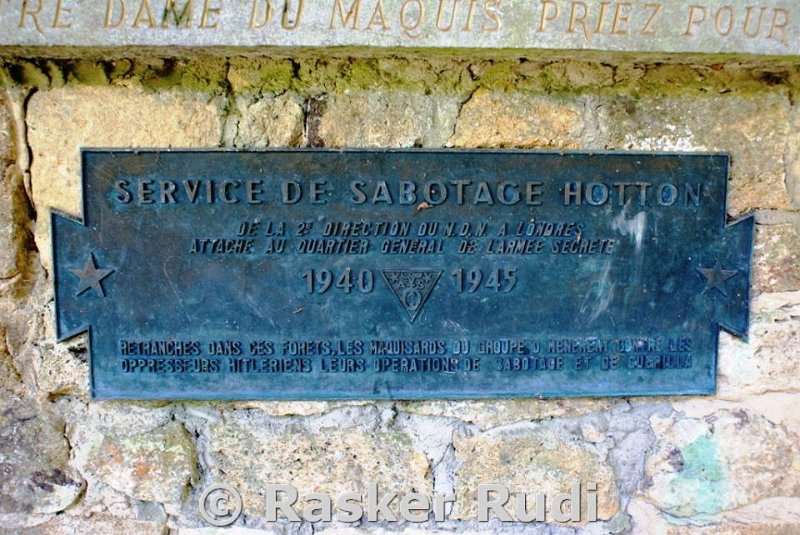 RE DAME DU MAQUIS PRIEZ POUR
SERVICE DE SABOTAGE HOTTON
DE LA 2E DIRECTION DU M.D.N A LONDRES
ATTACHE AU QUARTIER GENERAL DE L'ARMEE SECRETE
1940 1945
RETRANCHES DANS CES FORETS, LES MAQUISARDS DU GROUPE D MENERENT CONTRE LES
OPPRESSEURS HITLERIENS LEURS OPERATIONS DE SABOTAGE ET DE GUERILLA
© Rasker Rudi